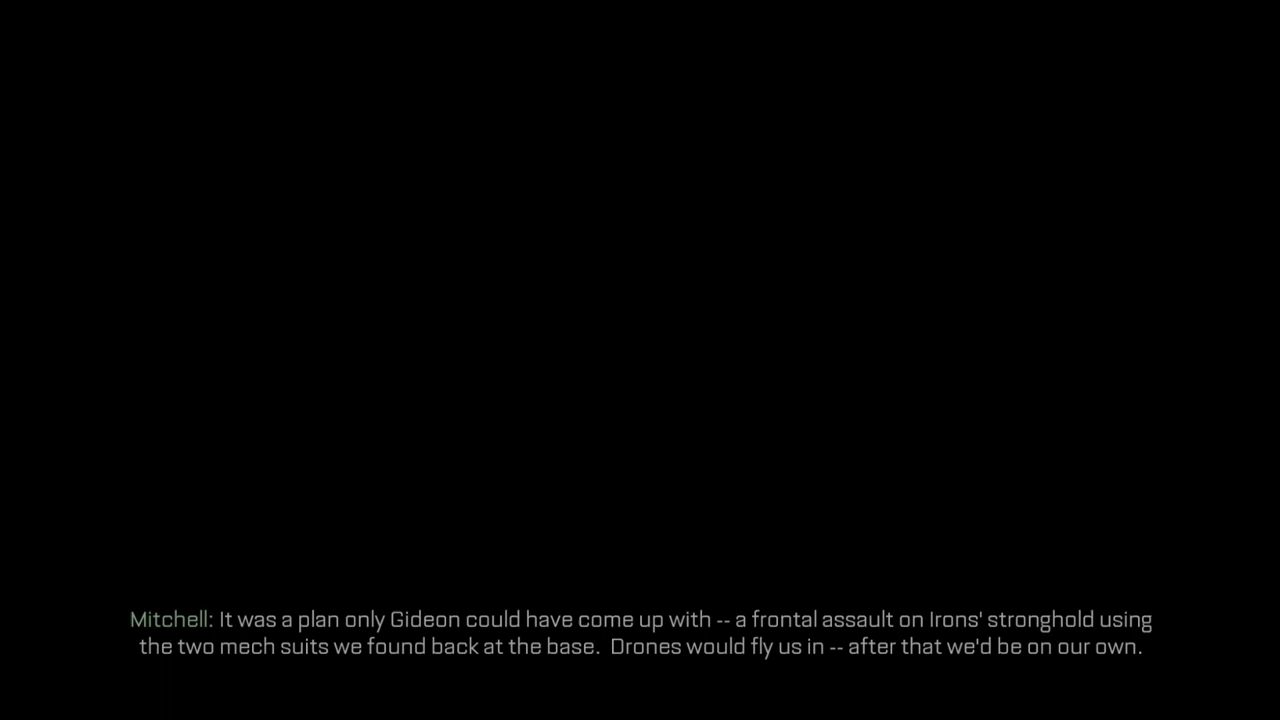 Mitchell: It was a plan only Gideon could have come up with -- a frontal assault on Irons' stronghold using
the two mech suits we found back at the base.  Drones would fly us in -- after that we'd be on our own.